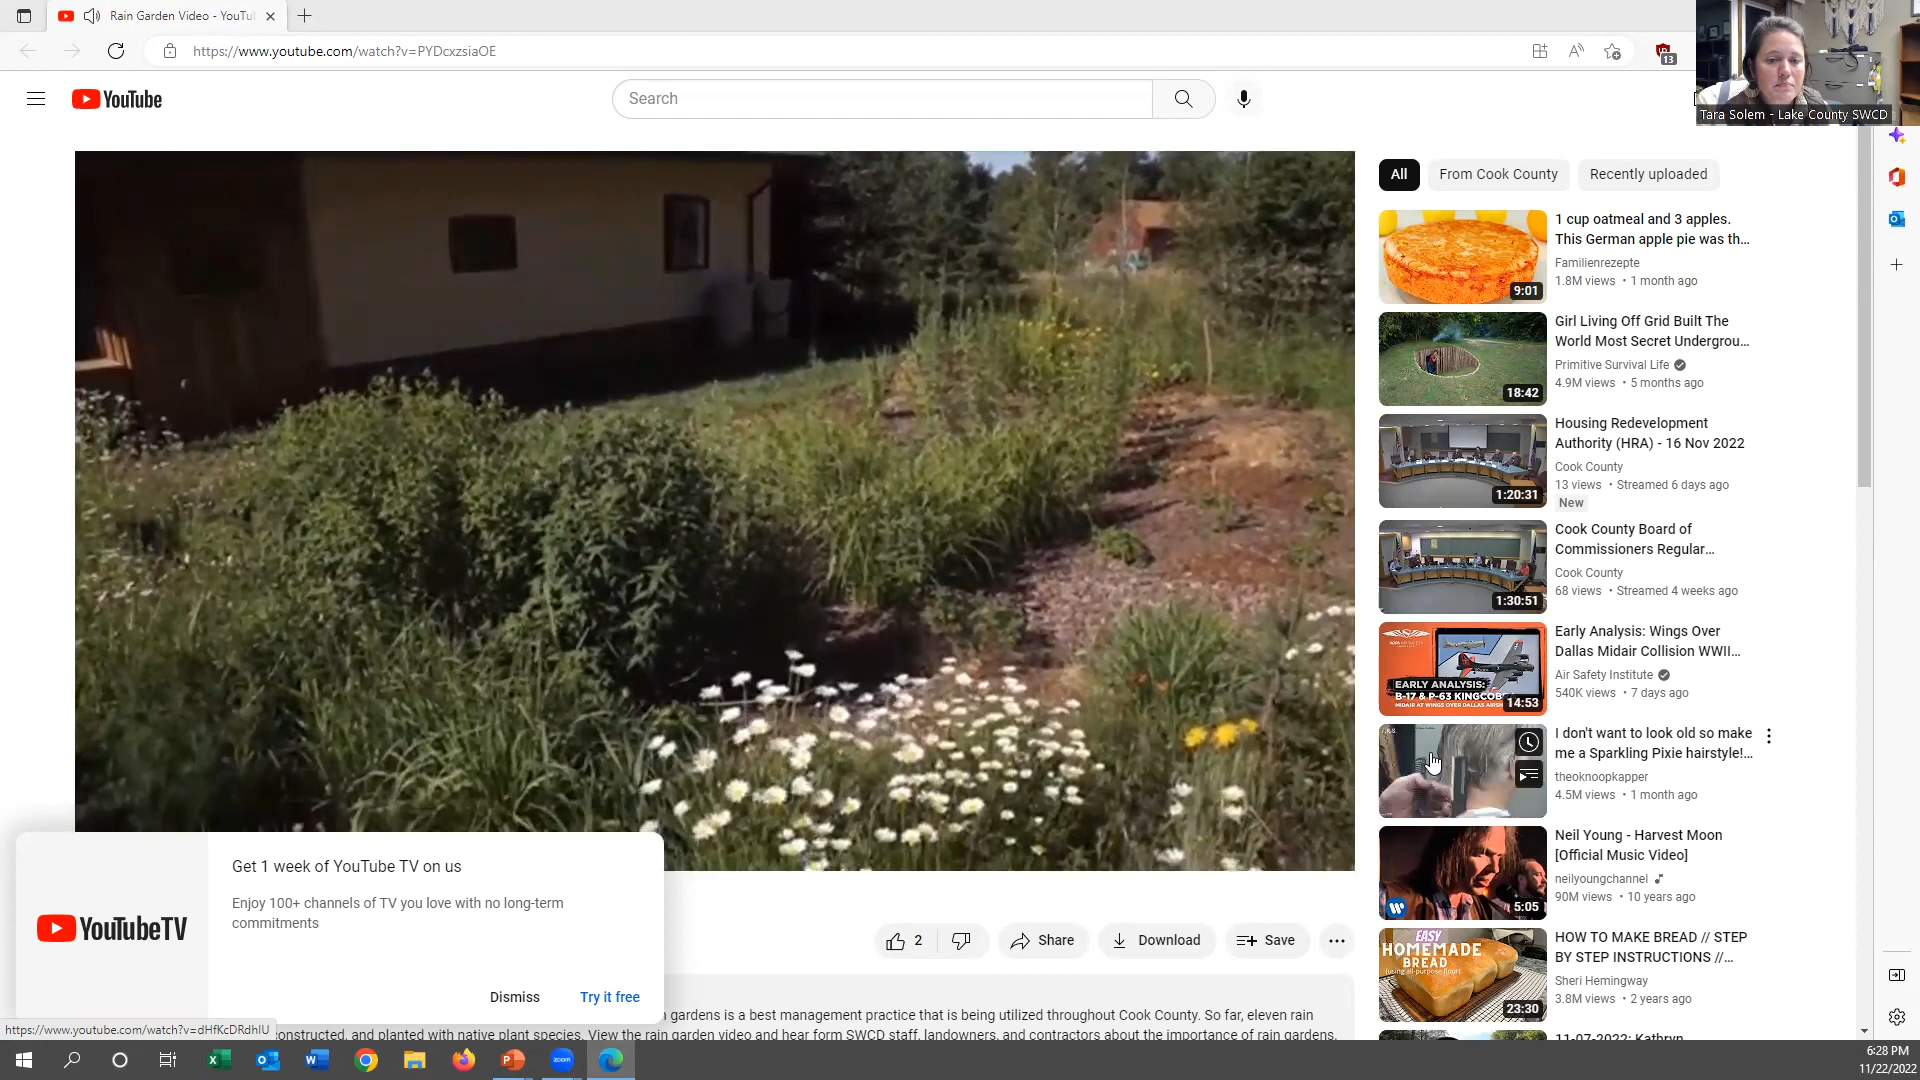 Rain Garden Video - YouTu
https://www.youtube.com/watch?v=PYDcxzsiaOE
13
YouTube
Search
Tara Solem - Lake County SWCD
All
From Cook County
Recently uploaded
1 cup oatmeal and 3 apples.
This German apple pie was th...
Familienrezepte
1.8M views • 1 month ago
9:01
Girl Living Off Grid Built The
World Most Secret Undergrou...
Primitive Survival Life
4.9M views • 5 months ago
18:42
Housing Redevelopment
Authority (HRA) - 16 Nov 2022
Cook County
13 views • Streamed 6 days ago
New
1:20:31
Cook County Board of
Commissioners Regular...
Cook County
68 views • Streamed 4 weeks ago
1:30:51
Early Analysis: Wings Over
Dallas Midair Collision WWII...
Air Safety Institute
540K views • 7 days ago
EARLY ANALYSIS:
B-17 & P-63 KINGCOB
14:53
I don't want to look old so make
me a Sparkling Pixie hairstyle!...
theoknoopkapper
4.5M views • 1 month ago
Neil Young - Harvest Moon
[Official Music Video]
neilyoungchannel
90M views • 10 years ago
5:05
HOW TO MAKE BREAD // STEP
BY STEP INSTRUCTIONS //...
Sheri Hemingway
3.8M views • 2 years ago
EASY
HOMEMADE
BREAD
(using all-purpose flour)
23:30
11-07-2022: Kathryn
Get 1 week of YouTube TV on us
Enjoy 100+ channels of TV you love with no long-term
commitments
YouTubeTV
Dismiss
Try it free
2
Share
Download
Save
n gardens is a best management practice that is being utilized throughout Cook County. So far, eleven rain
https://www.youtube.com/watch?v=dHfKcDRdhIU
onstructed, and planted with native plant species. View the rain garden video and hear form SWCD staff, landowners, and contractors about the importance of rain gardens.
zoom
6:28 PM
11/22/2022